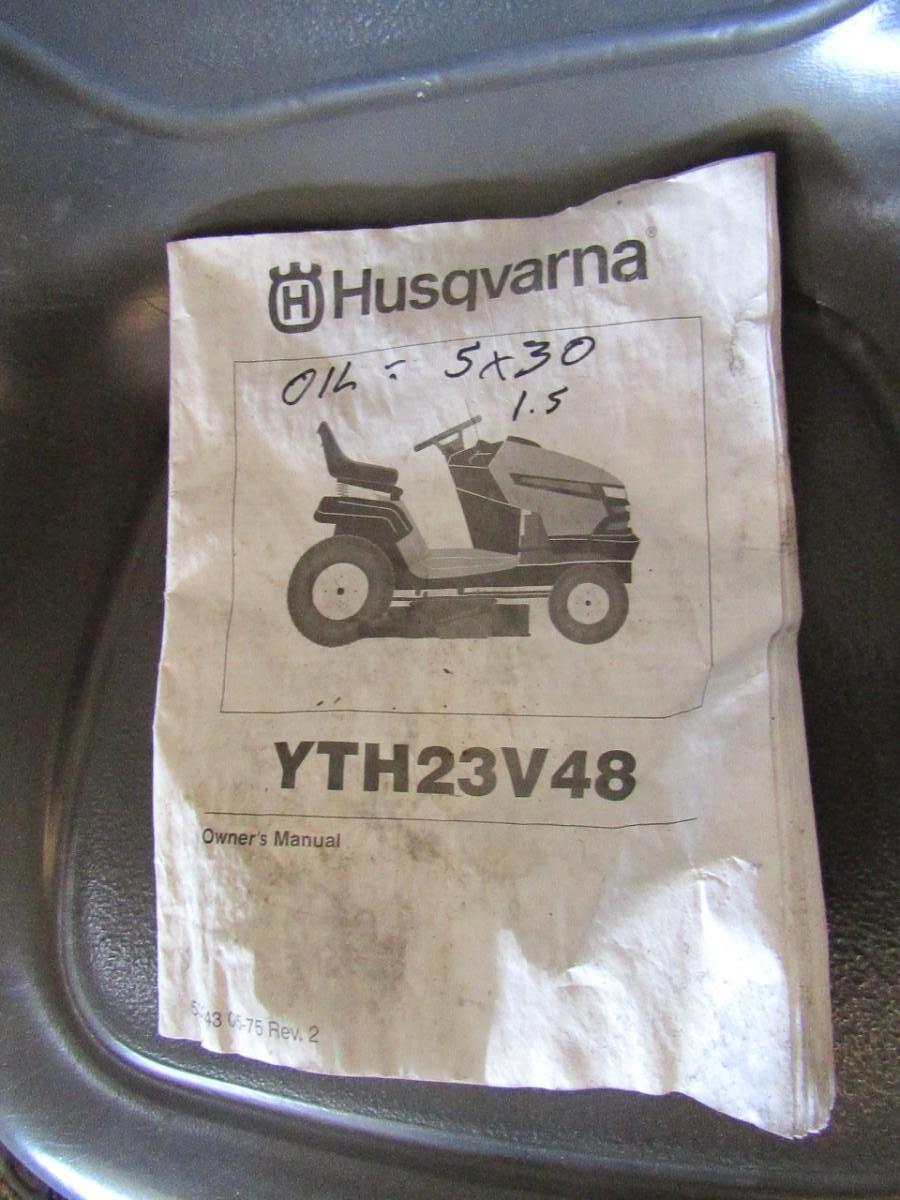 Husqvarna®
OIL = 5x30
1.5
YTH23V48
Owner's Manual
Rev. 2